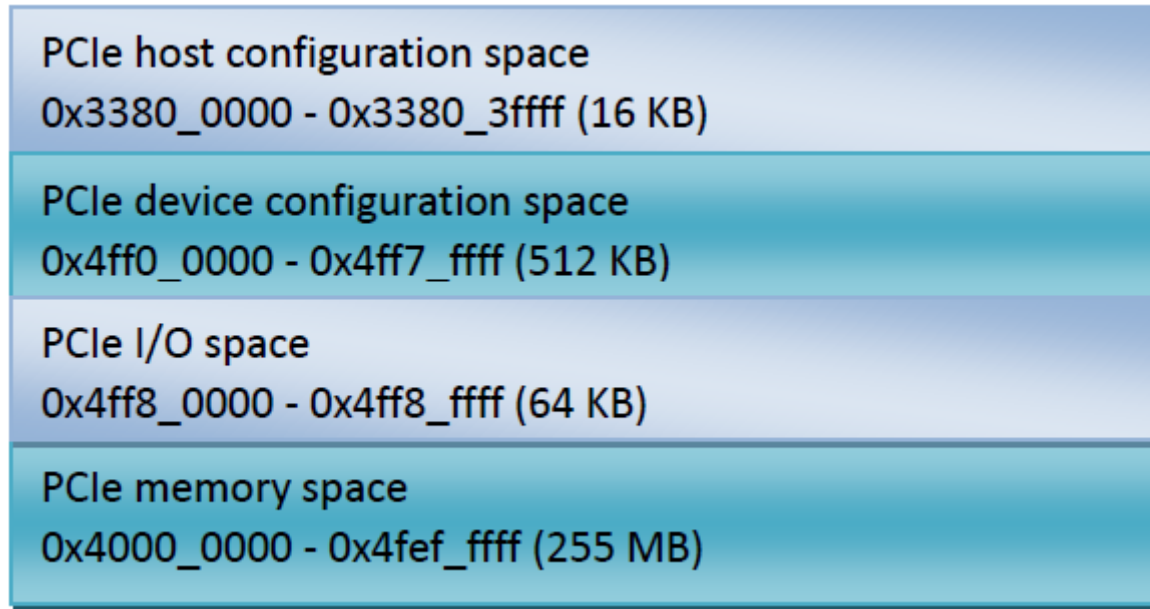 PCIe host configuration space
0x3380_0000 - 0x3380_3ffff (16 KB)
PCIe device configuration space
0x4ff0_0000 - 0x4ff7_ffff (512 KB)
PCIe I/O space
0x4ff8_0000 - 0x4ff8_ffff (64 KB)
PCIe memory space
0x4000_0000 - 0x4fef_ffff (255 MB)